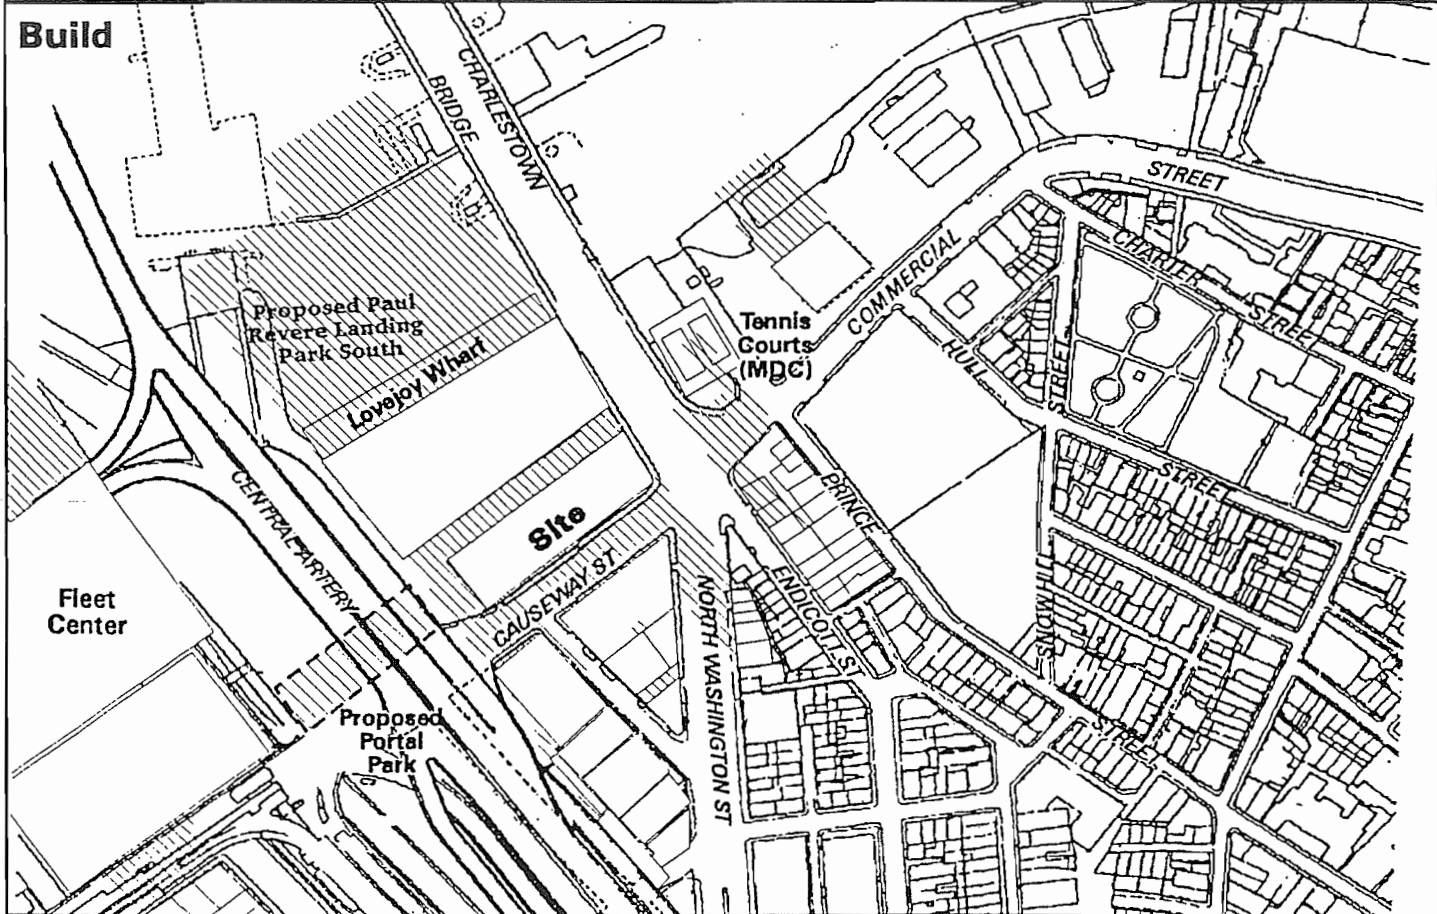 Build
CHARLESTOWN
BRIDGE
STREET
COMMERCIAL
CHARTER
STREE
Proposed Paul
Revere Landing
Park South
Lovejoy Wharf
Tennis
Courts
(MDC)
HULL
STREET
STREET
PRINCE
CENTRAL ARTERY
Site
CAUSEWAY ST
Fleet
Center
NORTH WASHINGTON ST
ENDICOTT ST
SNOWHILL
STREET
Proposed
Portal
Park